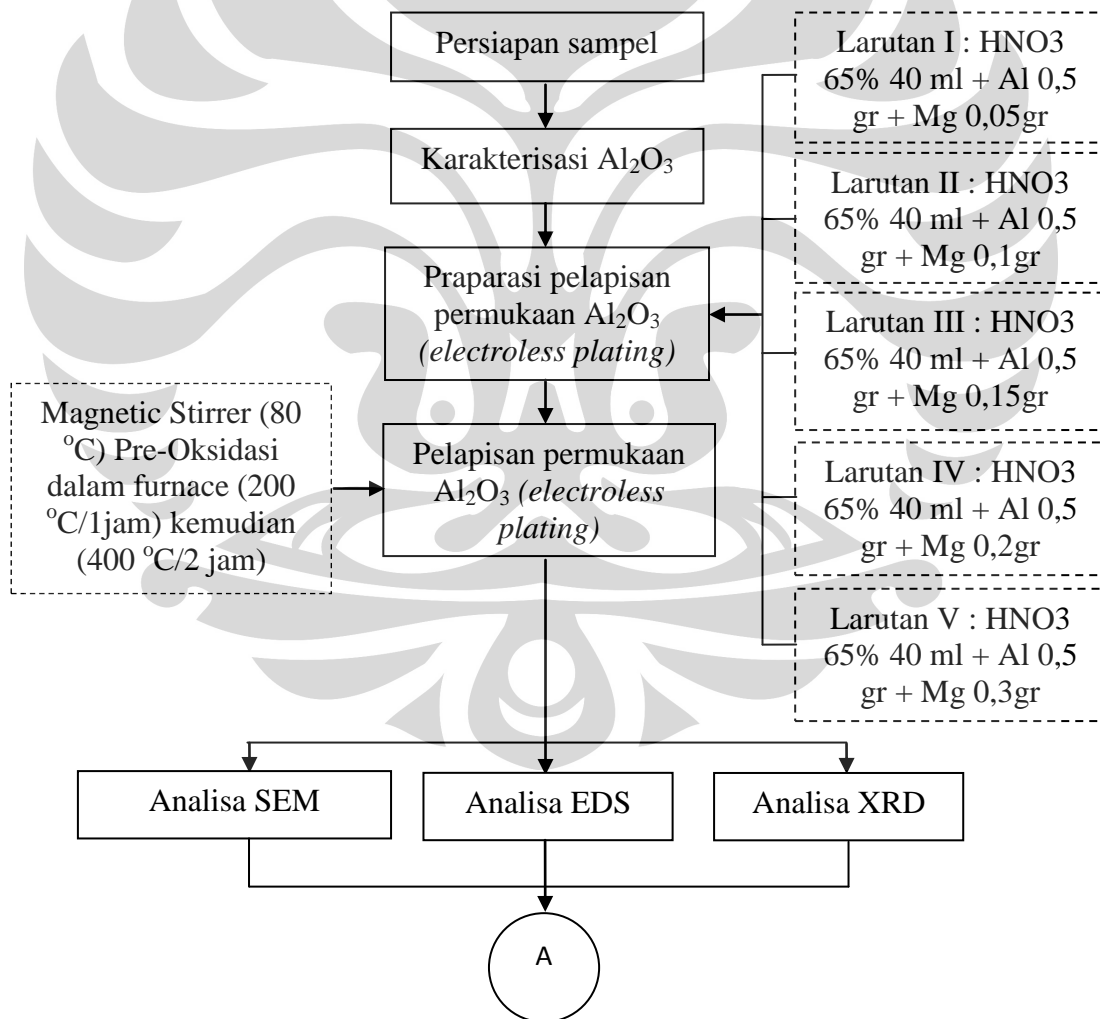 Persiapan sampel
Karakterisasi Al₂O₃
Praparasi pelapisan
permukaan Al₂O₃
(electroless plating)
Larutan I : HNO3
65% 40 ml + Al 0,5
gr + Mg 0,05gr
Larutan II : HNO3
65% 40 ml + Al 0,5
gr + Mg 0,1gr
Larutan III : HNO3
65% 40 ml + Al 0,5
gr + Mg 0,15gr
Larutan IV : HNO3
65% 40 ml + Al 0,5
gr + Mg 0,2gr
Larutan V : HNO3
65% 40 ml + Al 0,5
gr + Mg 0,3gr
Magnetic Stirrer (80
°C) Pre-Oksidasi
dalam furnace (200
°C/1jam) kemudian
(400 °C/2 jam)
Pelapisan permukaan
Al₂O₃ (electroless
plating)
Analisa SEM
Analisa EDS
Analisa XRD
A